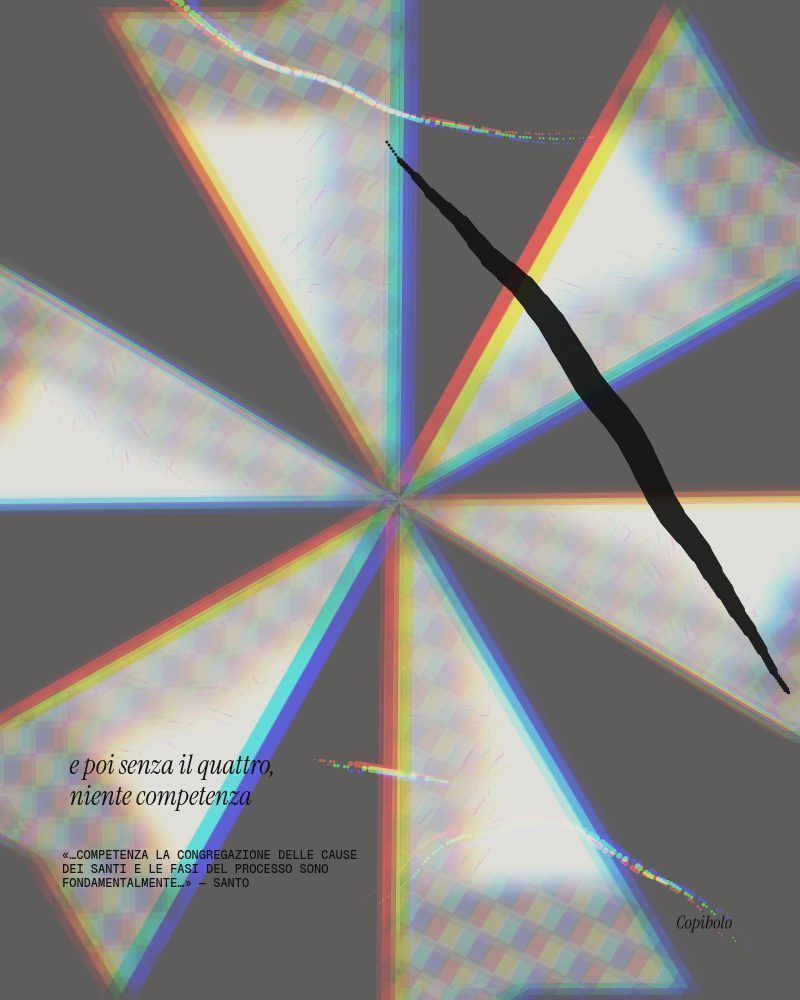 e poi senza il quattro,
niente competenza
«…COMPETENZA LA CONGREGAZIONE DELLE CAUSE
DEI SANTI E LE FASI DEL PROCESSO SONO
FONDAMENTALMENTE…» — SANTO
Copibolo